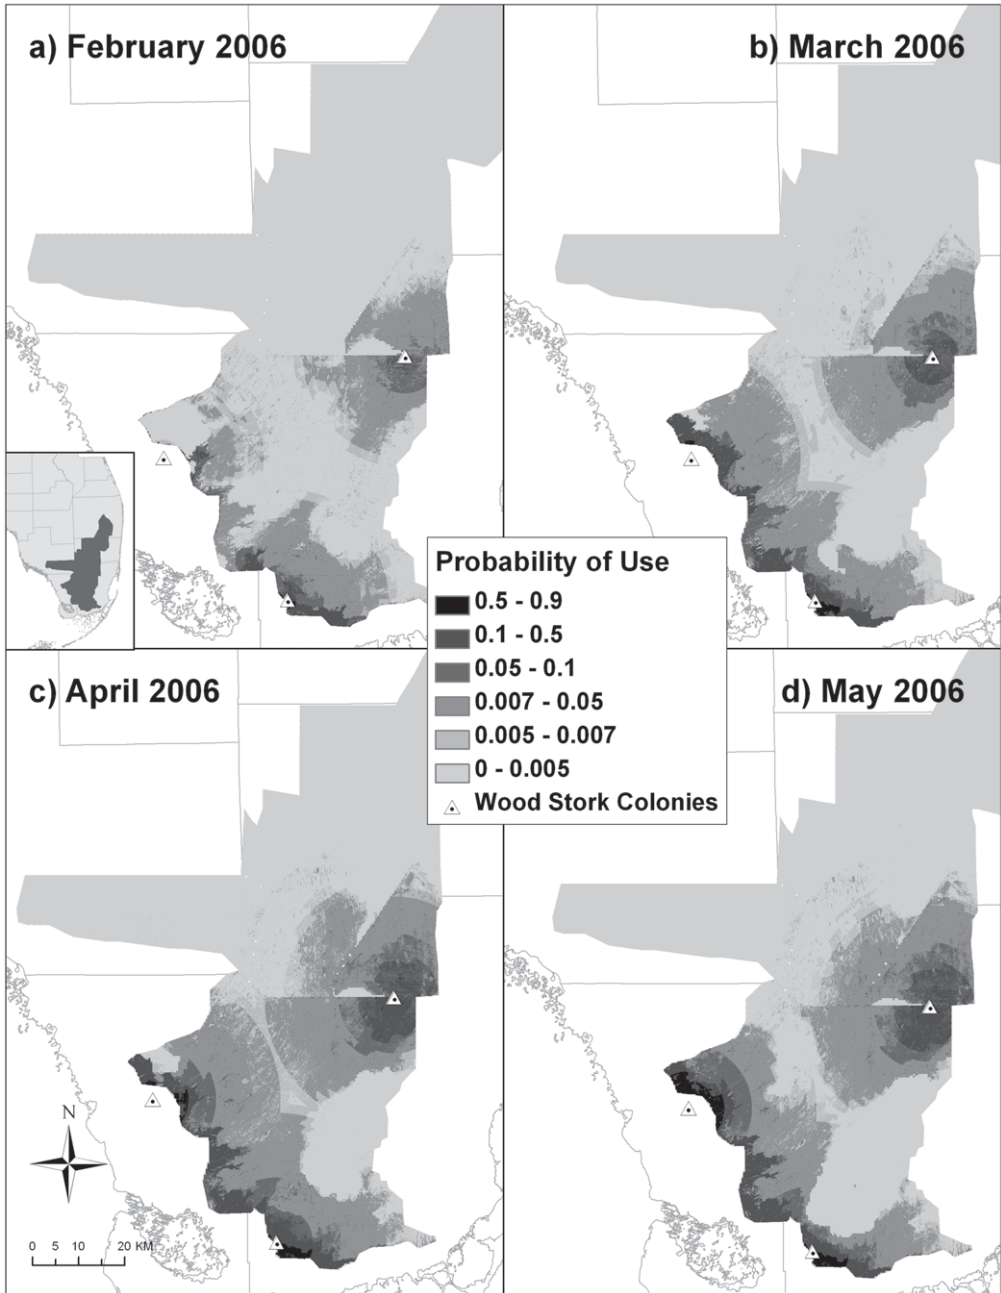 a) February 2006
b) March 2006
Probability of Use
0.5 - 0.9
0.1 - 0.5
0.05 - 0.1
0.007 - 0.05
0.005 - 0.007
0 - 0.005
Wood Stork Colonies
c) April 2006
d) May 2006
N
0 5 10 20 KM